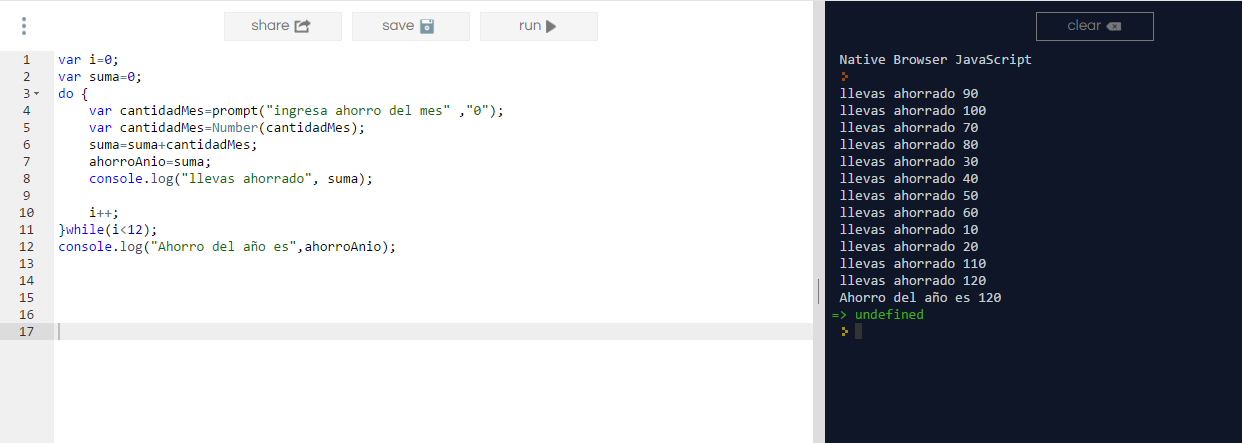 share
save
run
clear
1 var i=0;
2 var suma=0;
3 do {
4 var cantidadMes=prompt("ingresa ahorro del mes" ,"0");
5 var cantidadMes=Number(cantidadMes);
6 suma=suma+cantidadMes;
7 ahorroAnio=suma;
8 console.log("llevas ahorrado", suma);
9
10 i++;
11 }while(i<12);
12 console.log("Ahorro del año es",ahorroAnio);
13
14
15
16
17
Native Browser JavaScript
llevas ahorrado 90
llevas ahorrado 100
llevas ahorrado 70
llevas ahorrado 80
llevas ahorrado 30
llevas ahorrado 40
llevas ahorrado 50
llevas ahorrado 60
llevas ahorrado 10
llevas ahorrado 20
llevas ahorrado 110
llevas ahorrado 120
Ahorro del año es 120
=> undefined